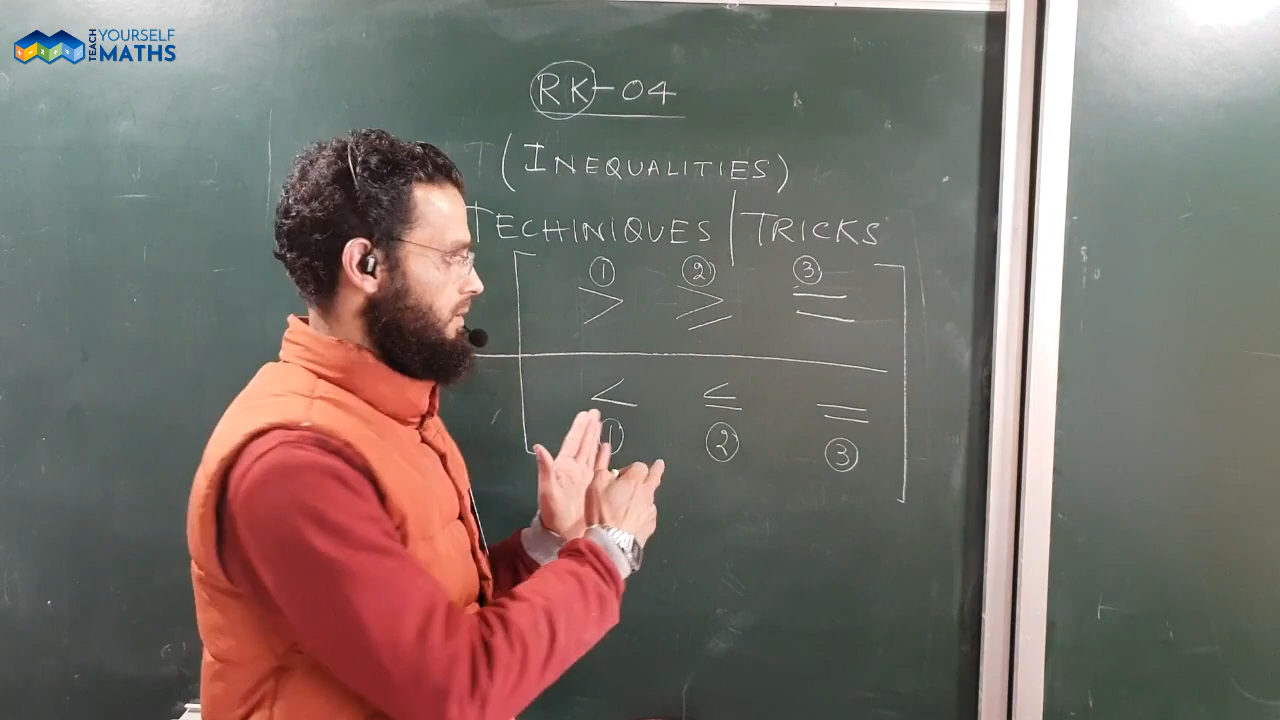 TEACH YOURSELF MATHS
RK-04
(INEQUALITIES)
TECHINIQUES | TRICKS
① ② ③
> ≥ =
< ≤ =
① ② ③